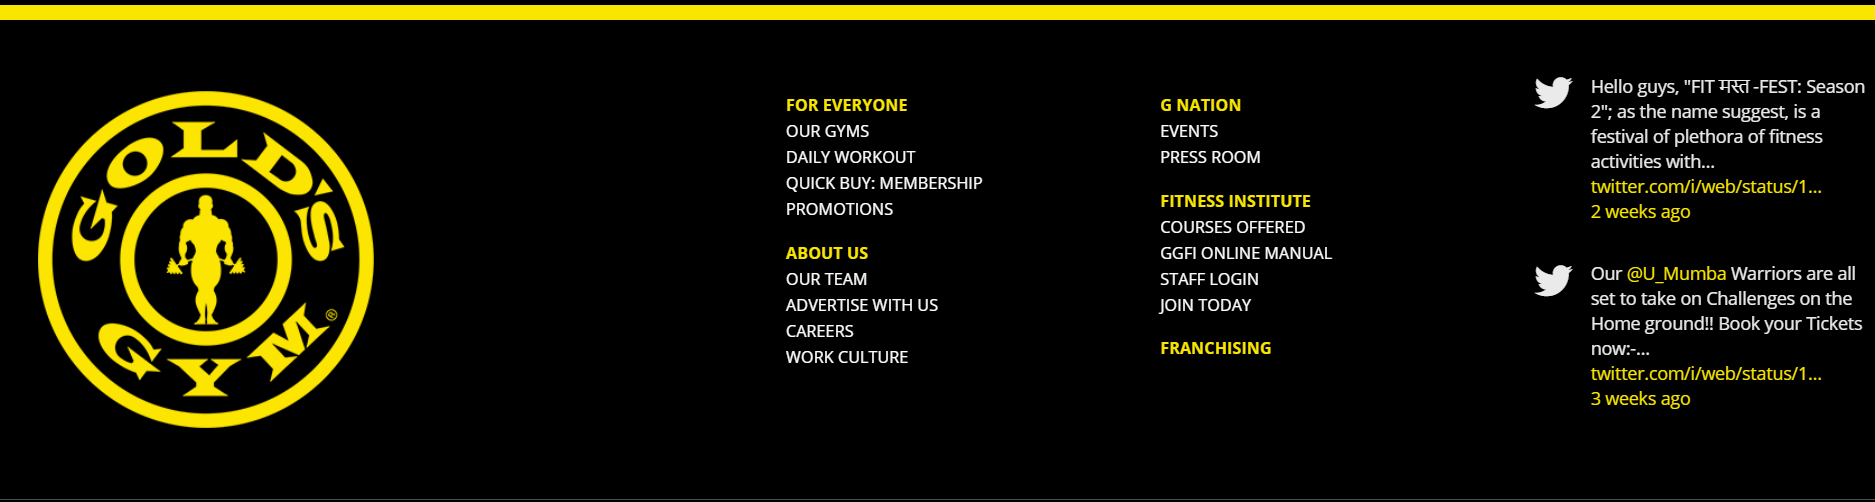 GOLD'S
GYM®
FOR EVERYONE
OUR GYMS
DAILY WORKOUT
QUICK BUY: MEMBERSHIP
PROMOTIONS
ABOUT US
OUR TEAM
ADVERTISE WITH US
CAREERS
WORK CULTURE
G NATION
EVENTS
PRESS ROOM
FITNESS INSTITUTE
COURSES OFFERED
GGFI ONLINE MANUAL
STAFF LOGIN
JOIN TODAY
FRANCHISING
Hello guys, "FIT मस्त -FEST: Season
2"; as the name suggest, is a
festival of plethora of fitness
activities with...
twitter.com/i/web/status/1...
2 weeks ago
Our @U_Mumba Warriors are all
set to take on Challenges on the
Home ground!! Book your Tickets
now:-...
twitter.com/i/web/status/1...
3 weeks ago